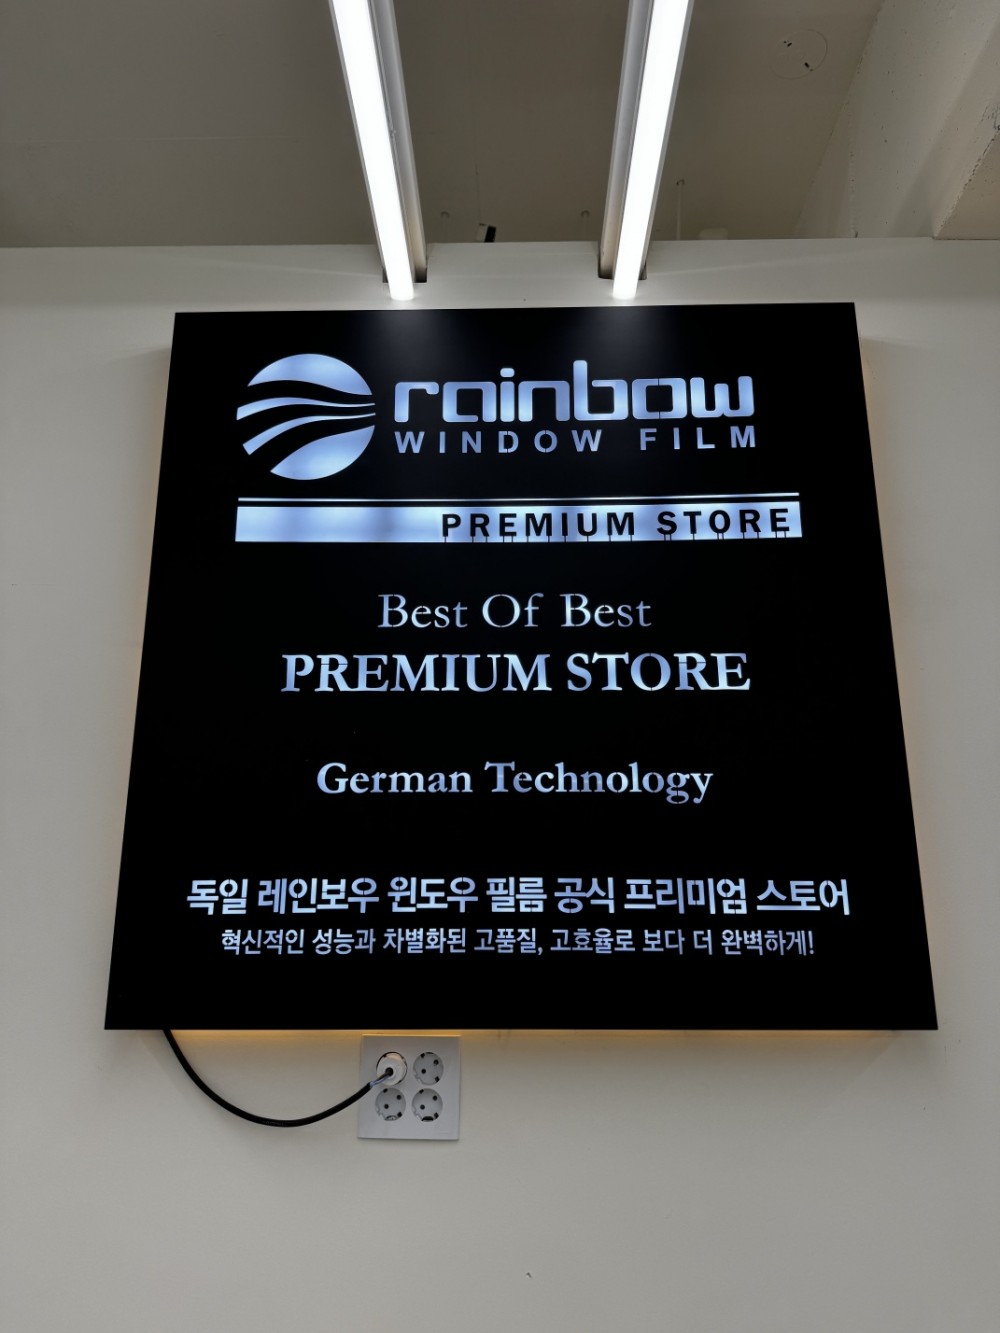 rainbow
WINDOW FILM
PREMIUM STORE
Best Of Best
PREMIUM STORE
German Technology
독일 레인보우 윈도우 필름 공식 프리미엄 스토어
혁신적인 성능과 차별화된 고품질, 고효율로 보다 더 완벽하게!